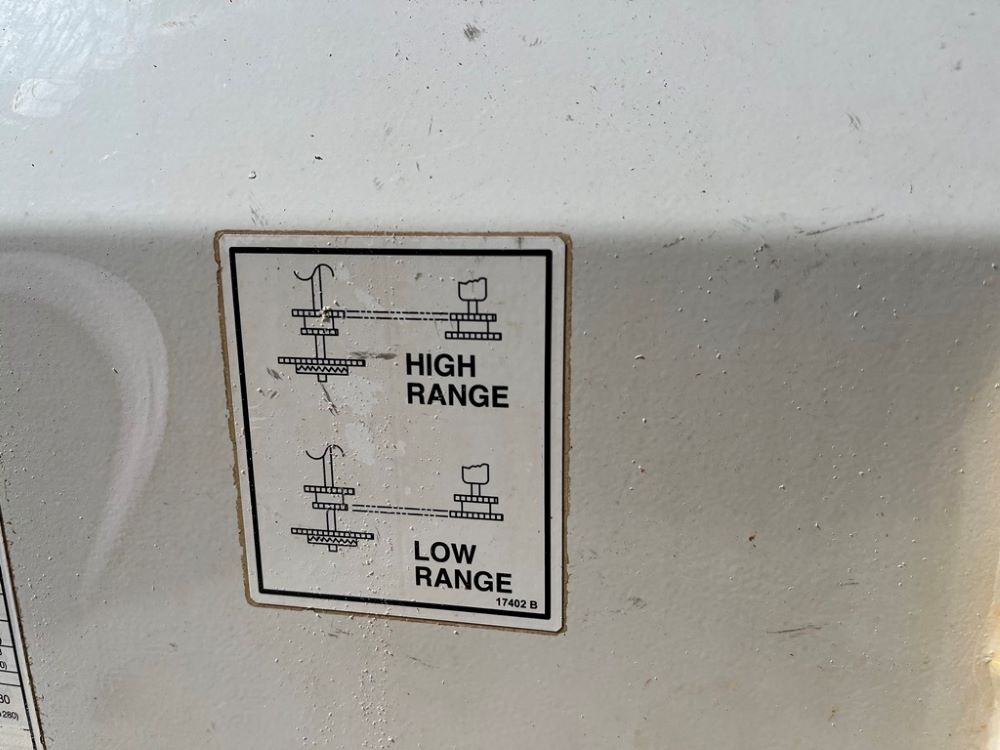 HIGH
RANGE
LOW
RANGE
17402 B